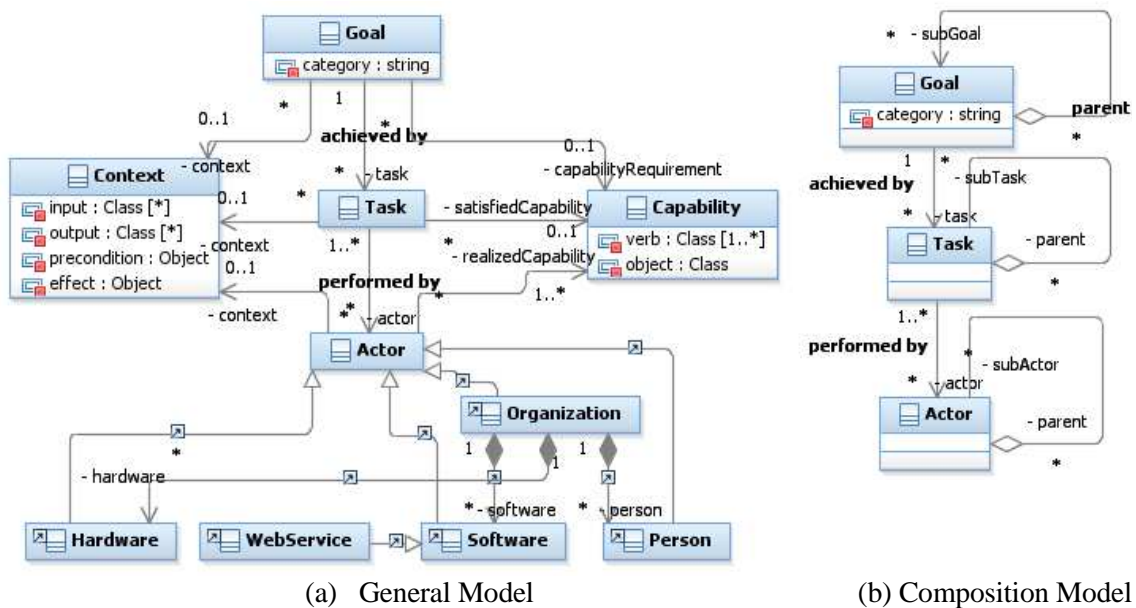 Goal
category : string
*
1
*
0..1
achieved by
0..1
- context
- capabilityRequirement
Context
input : Class [*]
output : Class [*]
precondition : Object
effect : Object
0..1
*
*
- task
Task
- satisfiedCapability
Capability
verb : Class [1..*]
object : Class
- context
1..*
*
0..1
- realizedCapability
0..1
performed by
*
1..*
- context
*
*
- actor
Actor
Organization
1
1
1
*
- hardware
*
- software
*
- person
Hardware
WebService
Software
Person
(a) General Model
*
- subGoal
Goal
category : string
parent
*
1
*
achieved by
- subTask
*
- task
Task
- parent
*
1..*
performed by
*
- subActor
*
- actor
Actor
- parent
*
(b) Composition Model